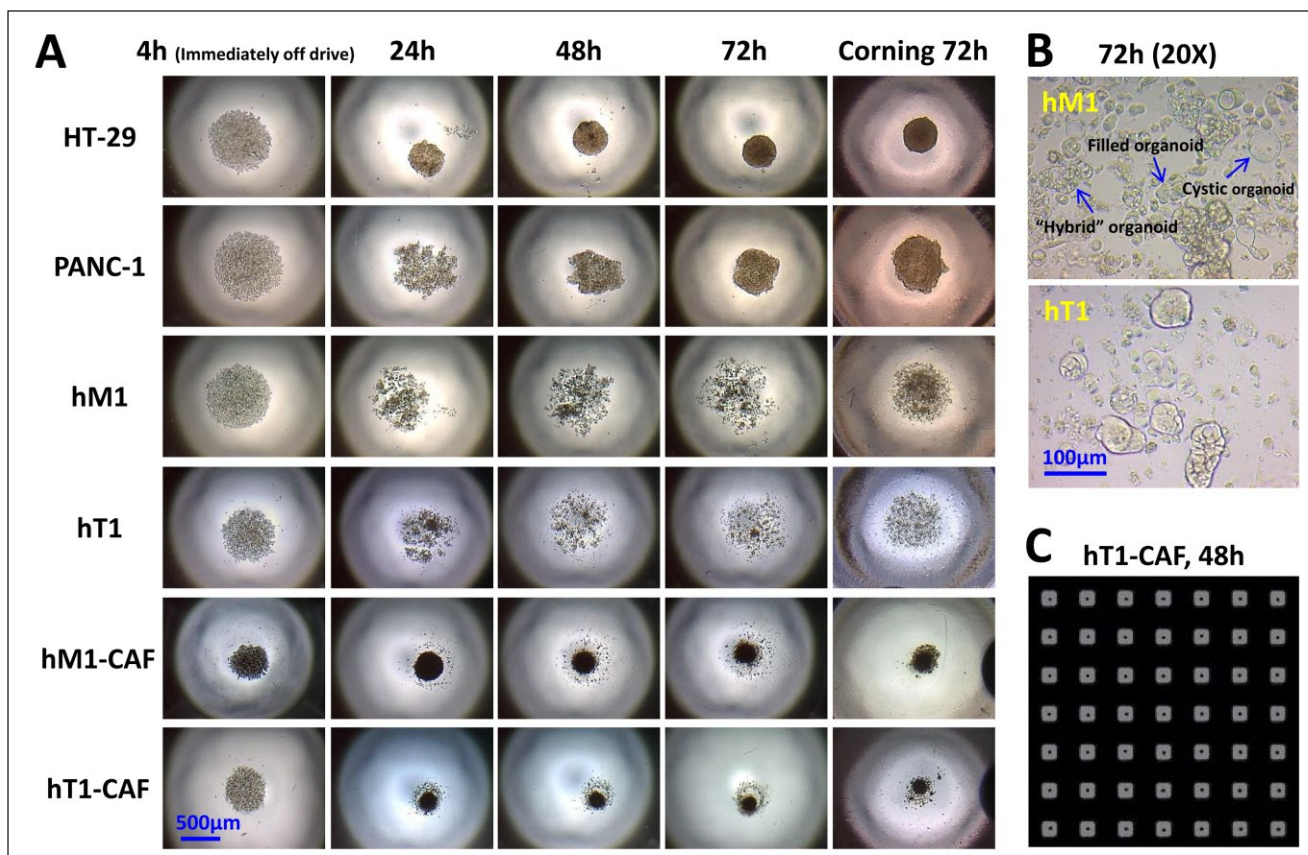 A
4h (Immediately off drive) 24h 48h 72h Corning 72h
HT-29
PANC-1
hM1
hT1
hM1-CAF
hT1-CAF
500µm
B
72h (20X)
hM1
Filled organoid
Cystic organoid
"Hybrid" organoid
hT1
100µm
C
hT1-CAF, 48h